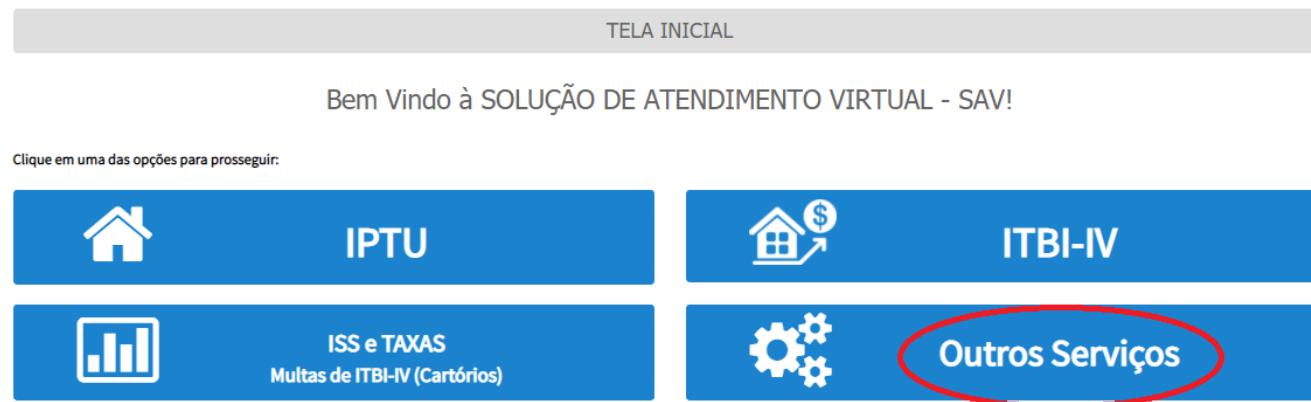 TELA INICIAL
Bem Vindo à SOLUÇÃO DE ATENDIMENTO VIRTUAL - SAV!
Clique em uma das opções para prosseguir:
IPTU
$
ITBI-IV
ISS e TAXAS
Multas de ITBI-IV (Cartórios)
Outros Serviços